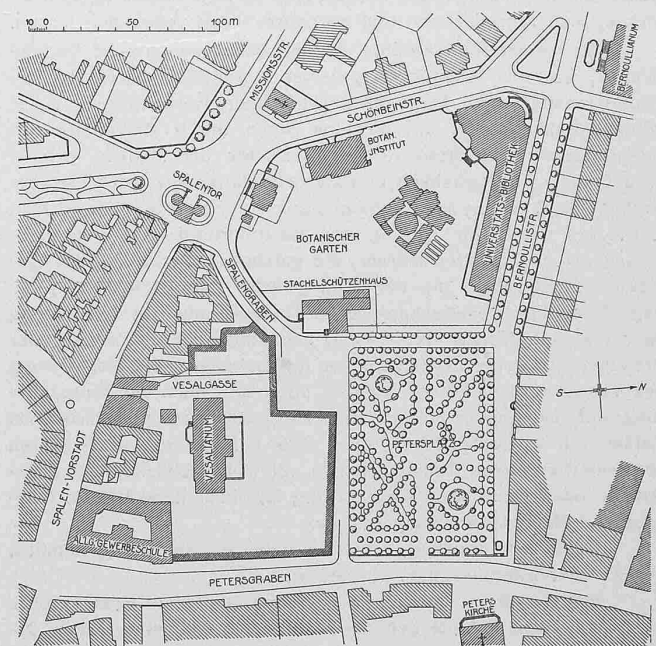 10 0 50 100 m
MISSIONSSTR.
BERNOULLIANUM
SCHÖNBEINSTR.
BOTAN.
JNSTITUT
SPALENTOR
UNIVERSITÄTS-BIBLIOTHEK
BERNOULLISTR.
BOTANISCHER
GARTEN
SPALENGRABEN
STACHELSCHÜTZENHAUS
S N
VESALGASSE
VESALIANUM
PETERSPLATZ
SPALEN-VORSTADT
ALLG. GEWERBESCHULE
PETERSGRABEN
PETERS
KIRCHE